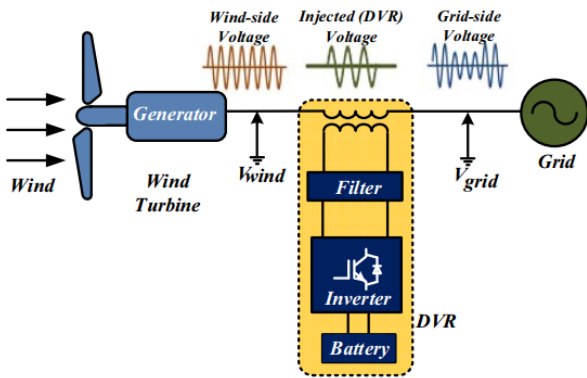 Wind-side
Voltage
Injected (DVR)
Voltage
Grid-side
Voltage
Generator
Wind
Wind
Turbine
Vwind
Vgrid
Grid
Filter
Inverter
DVR
Battery